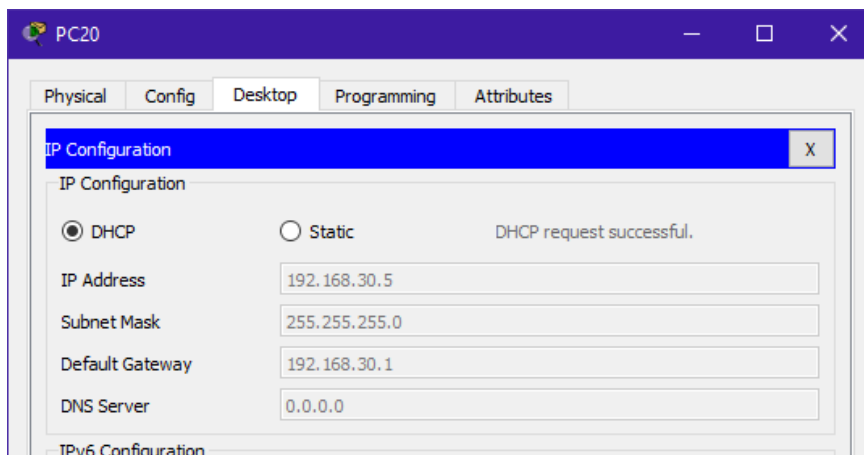 PC20
Physical Config Desktop Programming Attributes
IP Configuration X
IP Configuration
DHCP Static DHCP request successful.
IP Address 192.168.30.5
Subnet Mask 255.255.255.0
Default Gateway 192.168.30.1
DNS Server 0.0.0.0
IPv6 Configuration